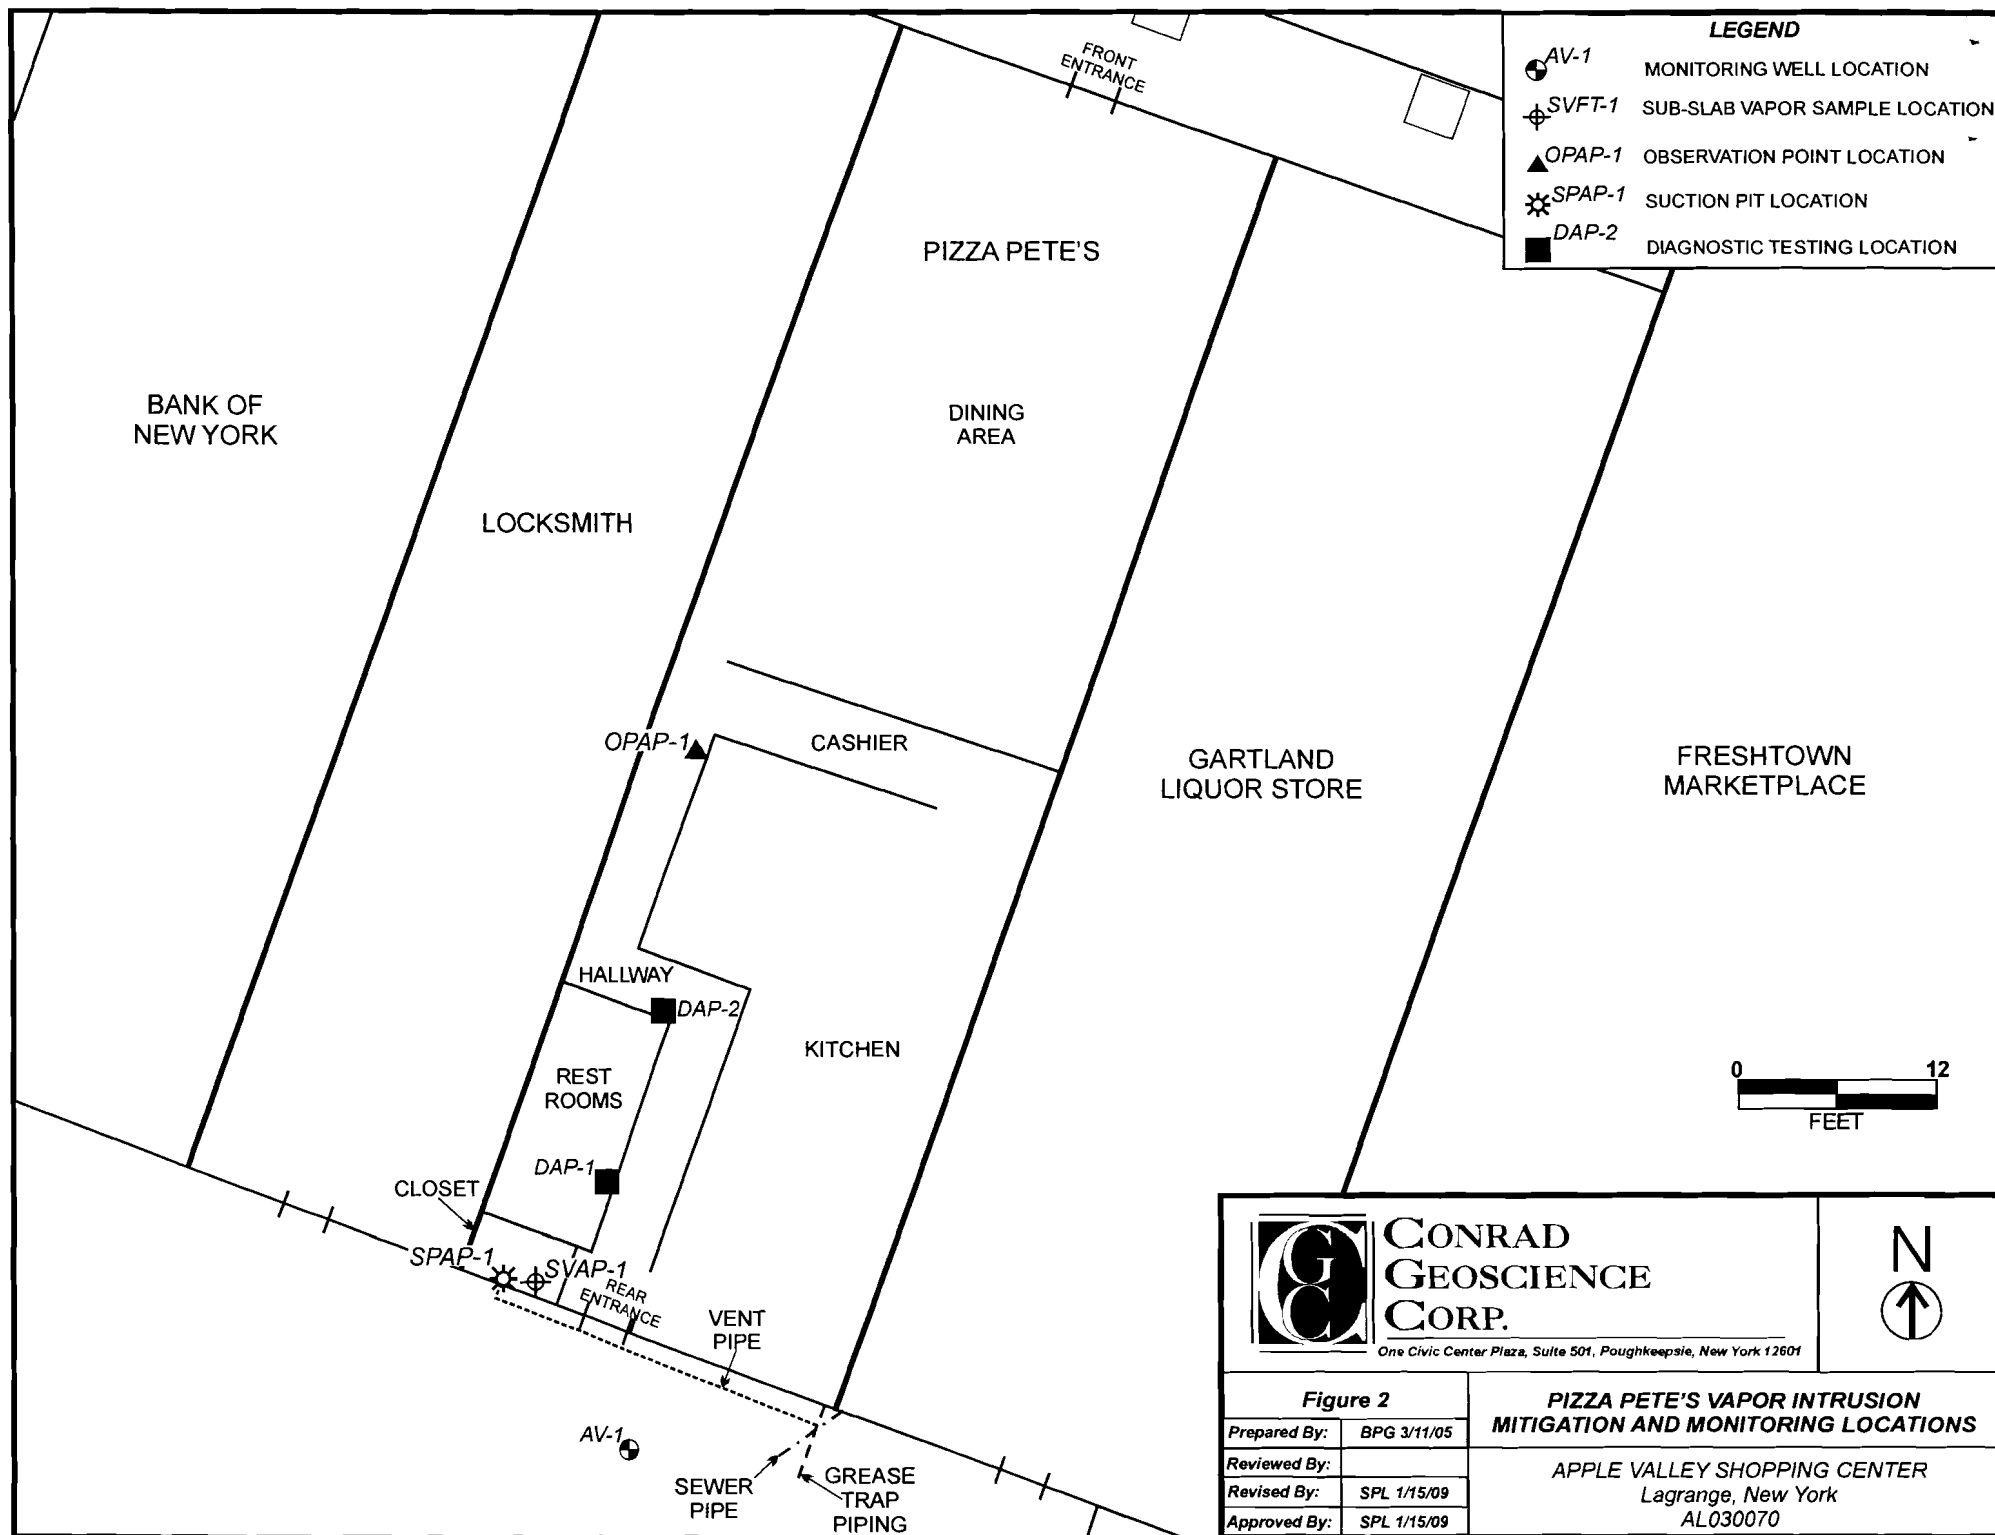 LEGEND
AV-1
MONITORING WELL LOCATION
SVFT-1
SUB-SLAB VAPOR SAMPLE LOCATION
OPAP-1
OBSERVATION POINT LOCATION
SPAP-1
SUCTION PIT LOCATION
DAP-2
DIAGNOSTIC TESTING LOCATION
FRONT
ENTRANCE
PIZZA PETE'S
BANK OF
NEW YORK
DINING
AREA
LOCKSMITH
OPAP-1
CASHIER
GARTLAND
LIQUOR STORE
FRESHTOWN
MARKETPLACE
HALLWAY
DAP-2
KITCHEN
REST
ROOMS
0 12
FEET
DAP-1
CLOSET
SPAP-1
SVAP-1
REAR
ENTRANCE
VENT
PIPE
AV-1
SEWER
PIPE
GREASE
TRAP
PIPING
GCC
CONRAD
GEOSCIENCE
CORP.
One Civic Center Plaza, Suite 501, Poughkeepsie, New York 12601
N
Figure 2
Prepared By: BPG 3/11/05
Reviewed By:
Revised By: SPL 1/15/09
Approved By: SPL 1/15/09
PIZZA PETE'S VAPOR INTRUSION
MITIGATION AND MONITORING LOCATIONS
APPLE VALLEY SHOPPING CENTER
Lagrange, New York
AL030070